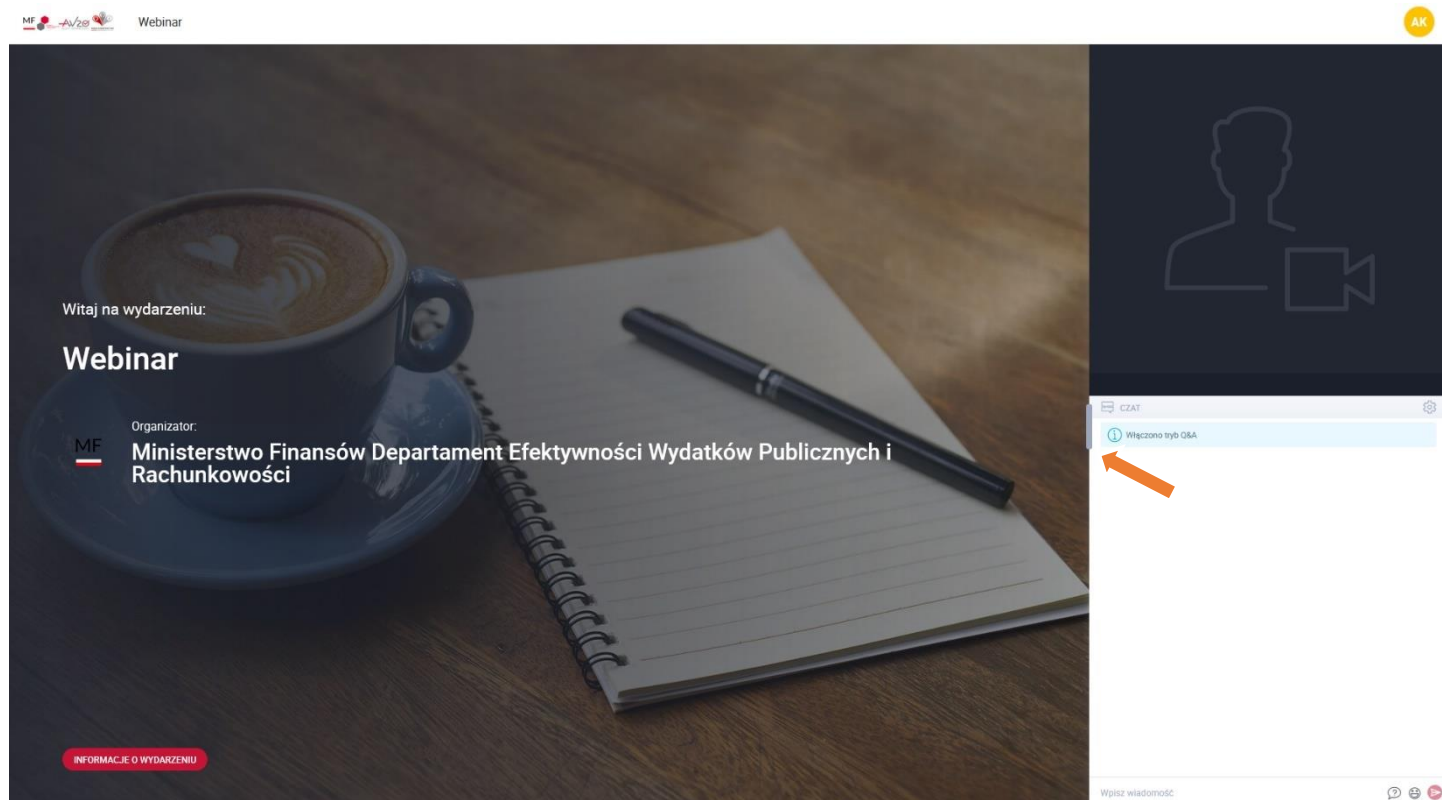 MF
Webinar
AK
Witaj na wydarzeniu:
Webinar
Organizator:
MF
Ministerstwo Finansów Departament Efektywności Wydatków Publicznych i
Rachunkowości
INFORMACJE O WYDARZENIU
CZAT
Włączono tryb Q&A
Wpisz wiadomość